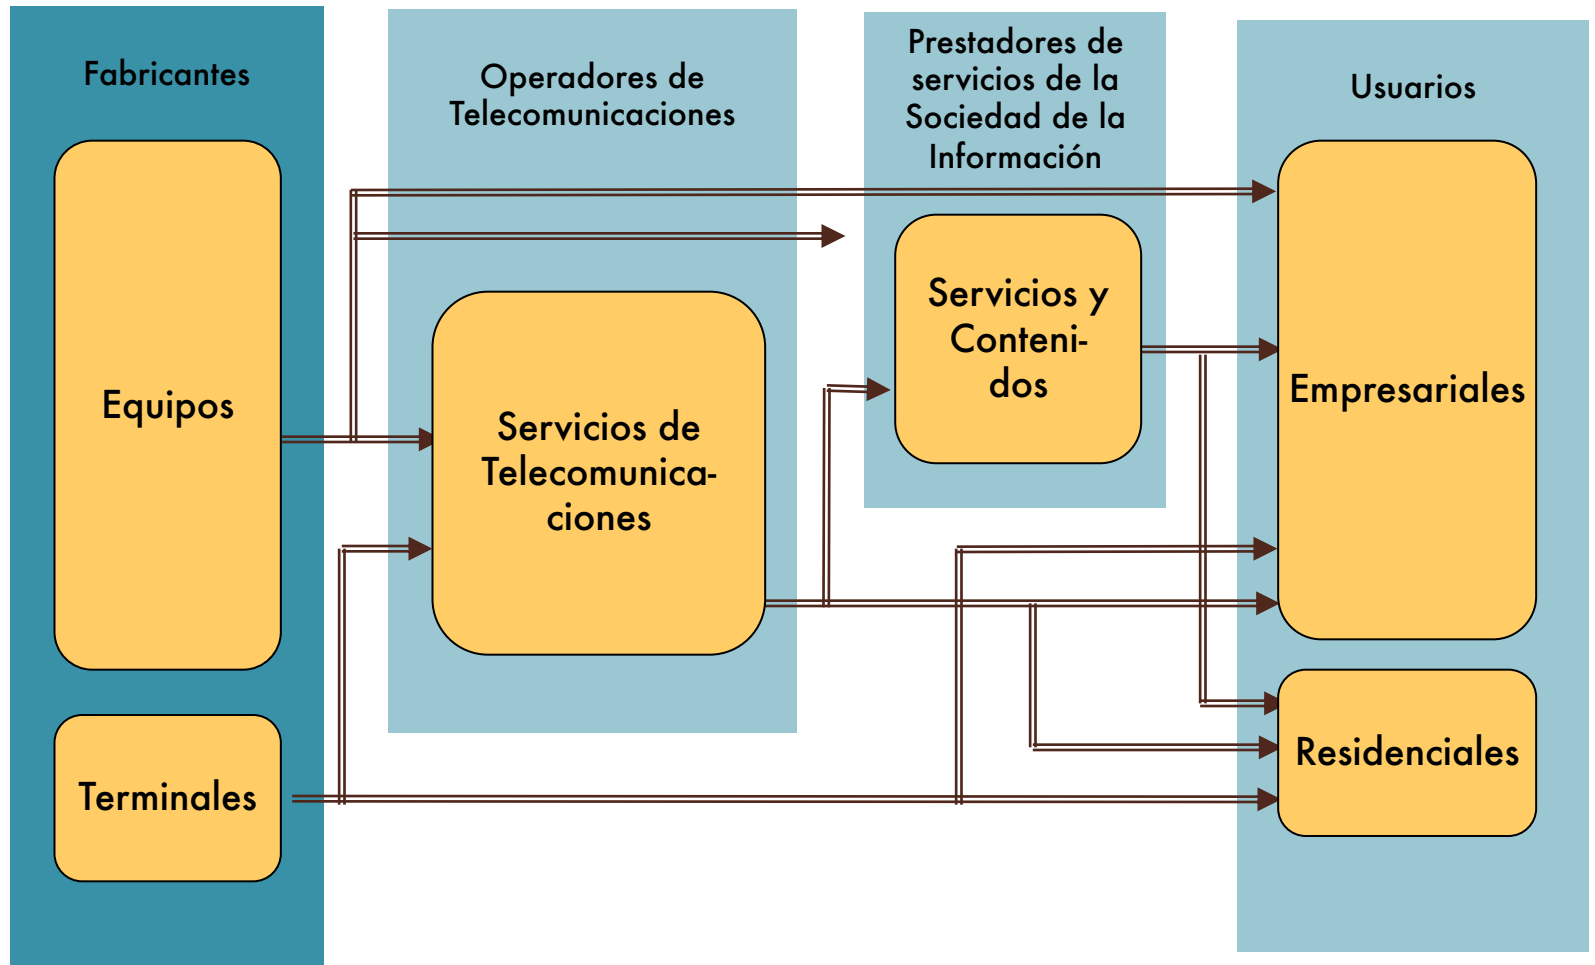 Fabricantes
Equipos
Terminales
Operadores de
Telecomunicaciones
Servicios de
Telecomunica-
ciones
Prestadores de
servicios de la
Sociedad de la
Información
Servicios y
Conteni-
dos
Usuarios
Empresariales
Residenciales